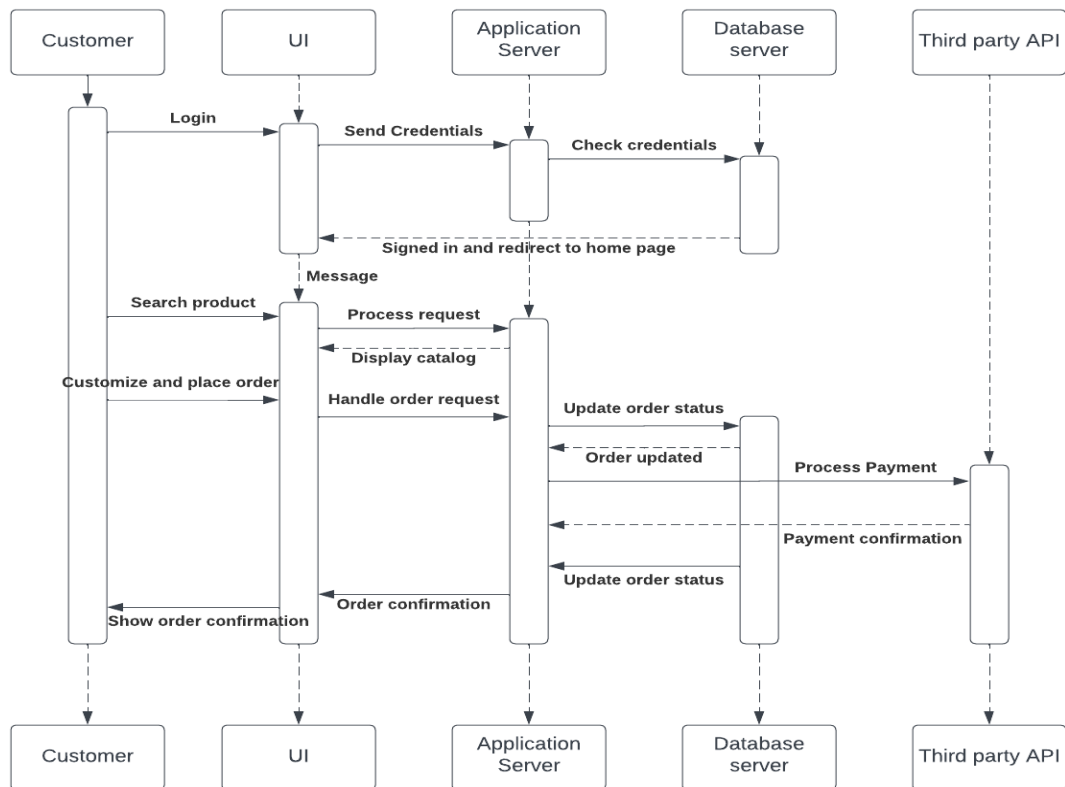 Customer
UI
Application
Server
Database
server
Third party API
Login
Send Credentials
Check credentials
Signed in and redirect to home page
Message
Search product
Process request
Display catalog
Customize and place order
Handle order request
Update order status
Order updated
Process Payment
Payment confirmation
Update order status
Order confirmation
Show order confirmation
Customer
UI
Application
Server
Database
server
Third party API